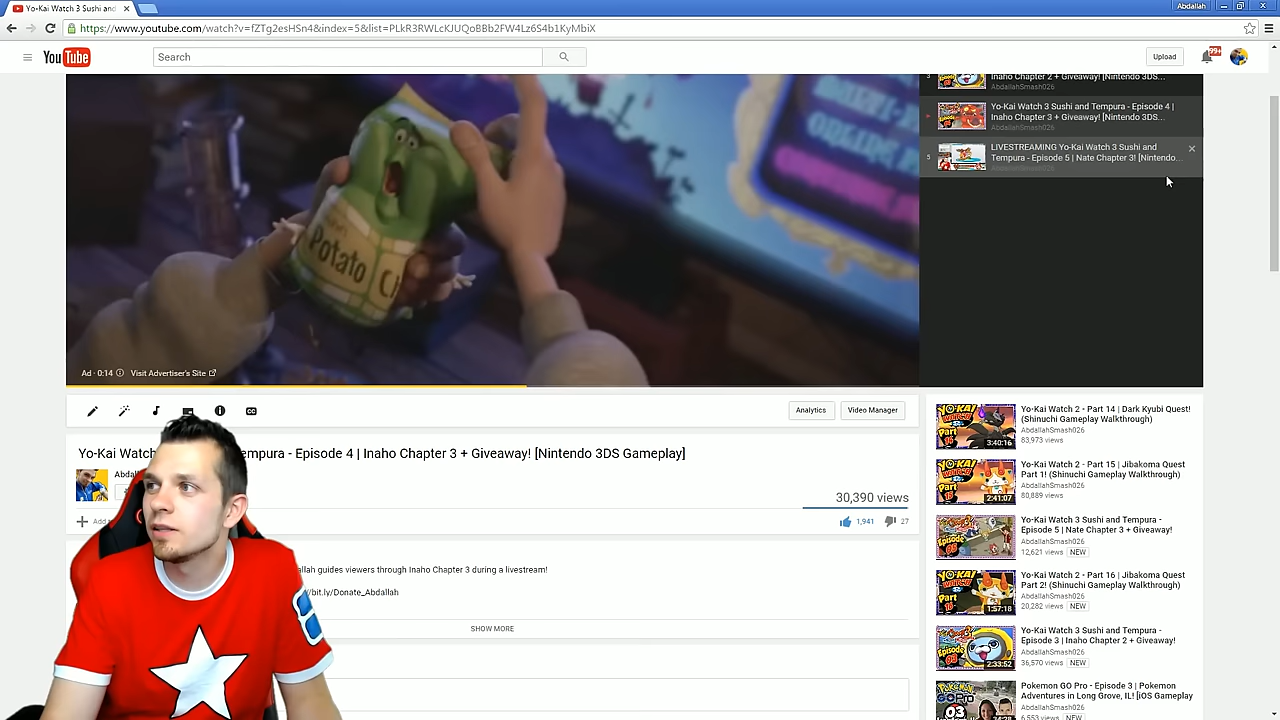 Yo-Kai Watch 3 Sushi and
Abdallah
https://www.youtube.com/watch?v=fZTg2esHSn4&index=5&list=PLkR3RWLcKJUQoBBb2FW4Lz6S4b1KyMbiX
YouTube
Search
Upload
99+
3
Inaho Chapter 2 + Giveaway! [Nintendo 3DS...
AbdallahSmash026
Yo-Kai Watch 3 Sushi and Tempura - Episode 4 |
Inaho Chapter 3 + Giveaway! [Nintendo 3DS...
AbdallahSmash026
5
LIVESTREAMING Yo-Kai Watch 3 Sushi and
Tempura - Episode 5 | Nate Chapter 3! [Nintendo...
AbdallahSmash026
Potato
Ad · 0:14
Visit Advertiser's Site
Analytics
Video Manager
Yo-Kai Watch
empura - Episode 4 | Inaho Chapter 3 + Giveaway! [Nintendo 3DS Gameplay]
Abdal
30,390 views
Add
1,941
27
allah guides viewers through Inaho Chapter 3 during a livestream!
//bit.ly/Donate_Abdallah
SHOW MORE
Yo-Kai Watch 2 - Part 14 | Dark Kyubi Quest!
(Shinuchi Gameplay Walkthrough)
AbdallahSmash026
83,973 views
3:40:16
Yo-Kai Watch 2 - Part 15 | Jibakoma Quest
Part 1! (Shinuchi Gameplay Walkthrough)
AbdallahSmash026
80,889 views
2:41:07
Yo-Kai Watch 3 Sushi and Tempura -
Episode 5 | Nate Chapter 3 + Giveaway!
AbdallahSmash026
12,621 views NEW
Yo-Kai Watch 2 - Part 16 | Jibakoma Quest
Part 2! (Shinuchi Gameplay Walkthrough)
AbdallahSmash026
20,282 views NEW
1:57:18
Yo-Kai Watch 3 Sushi and Tempura -
Episode 3 | Inaho Chapter 2 + Giveaway!
AbdallahSmash026
36,570 views NEW
2:33:52
Pokemon GO Pro - Episode 3 | Pokemon
Adventures in Long Grove, IL! [iOS Gameplay
AbdallahSmash026
6,553 views NEW